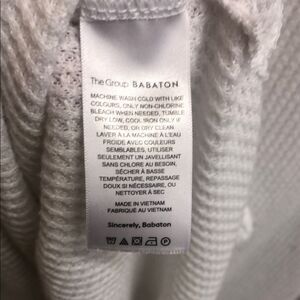 The Group BABATON
MACHINE WASH COLD WITH LIKE
COLOURS, ONLY NON-CHLORINE
BLEACH WHEN NEEDED, TUMBLE
DRY LOW, COOL IRON ONLY IF
NEEDED, OR DRY CLEAN
LAVER À LA MACHINE À L'EAU
FROIDE AVEC COULEURS
SEMBLABLES, UTILISER
SEULEMENT UN JAVELLISANT
SANS CHLORE AU BESOIN,
SÉCHER À BASSE
TEMPÉRATURE, REPASSAGE
DOUX SI NÉCESSAIRE, OU
NETTOYER À SEC
MADE IN VIETNAM
FABRIQUÉ AU VIETNAM
Sincerely, Babaton